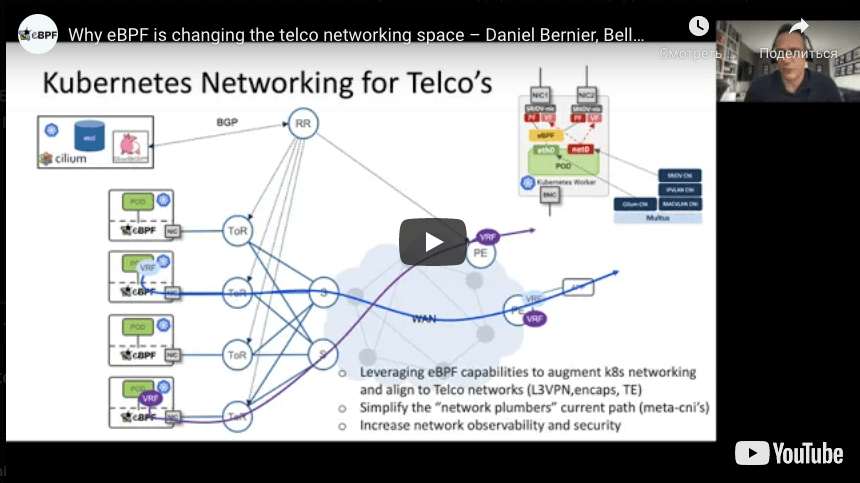 eBPF
Why eBPF is changing the telco networking space – Daniel Bernier, Bell...
Смотреть ...
Поделиться
Kubernetes Networking for Telco's
cilium
BGP
RR
NIC1
NIC2
SRIOV-nic
SRIOV-nic
PF
VF
PF
VF
eBPF
eth0
net0
POD
Kubernetes Worker
BMC
SRIOV CNI
IPVLAN CNI
Cilium CNI
MACVLAN CNI
Multus
POD
eBPF
NIC
ToR
VRF
eBPF
ToR
S
POD
eBPF
NIC
ToR
S
POD
VRF
eBPF
NIC
ToR
WAN
VRF
PE
VRF
PE
VRF
Leveraging eBPF capabilities to augment k8s networking
and align to Telco networks (L3VPN,encaps, TE)
Simplify the "network plumbers" current path (meta-cni's)
Increase network observability and security
YouTube